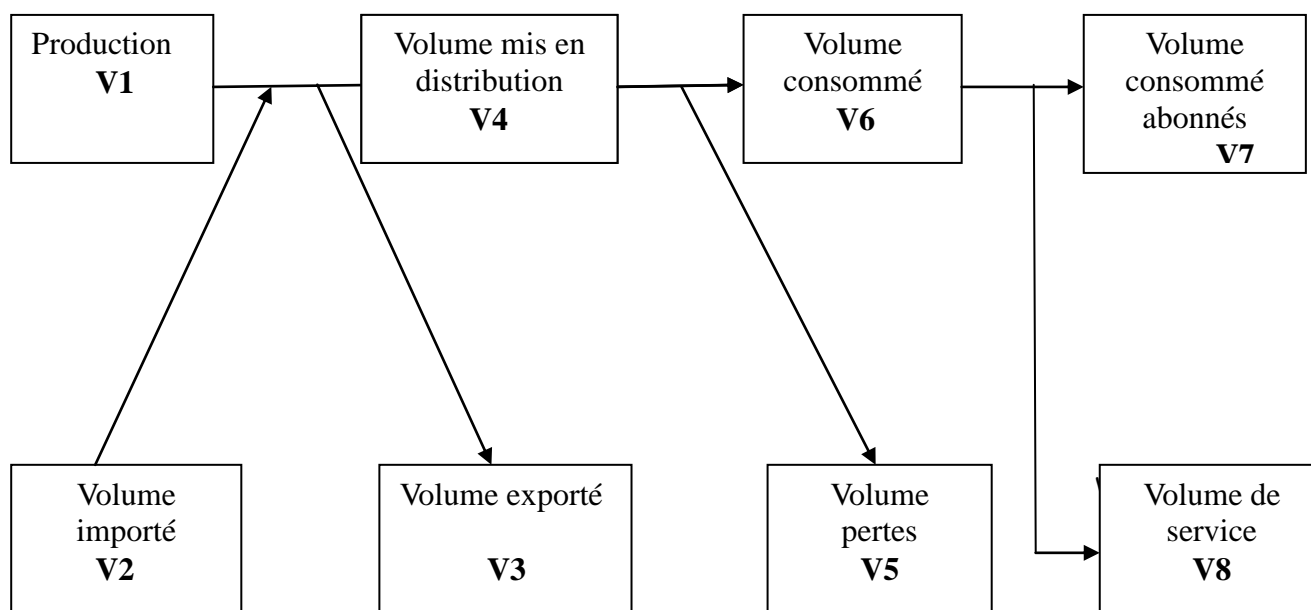 Production
V1
Volume mis en
distribution
V4
Volume
consommé
V6
Volume
consommé
abonnés
V7
Volume
importé
V2
Volume exporté
V3
Volume
pertes
V5
Volume de
service
V8